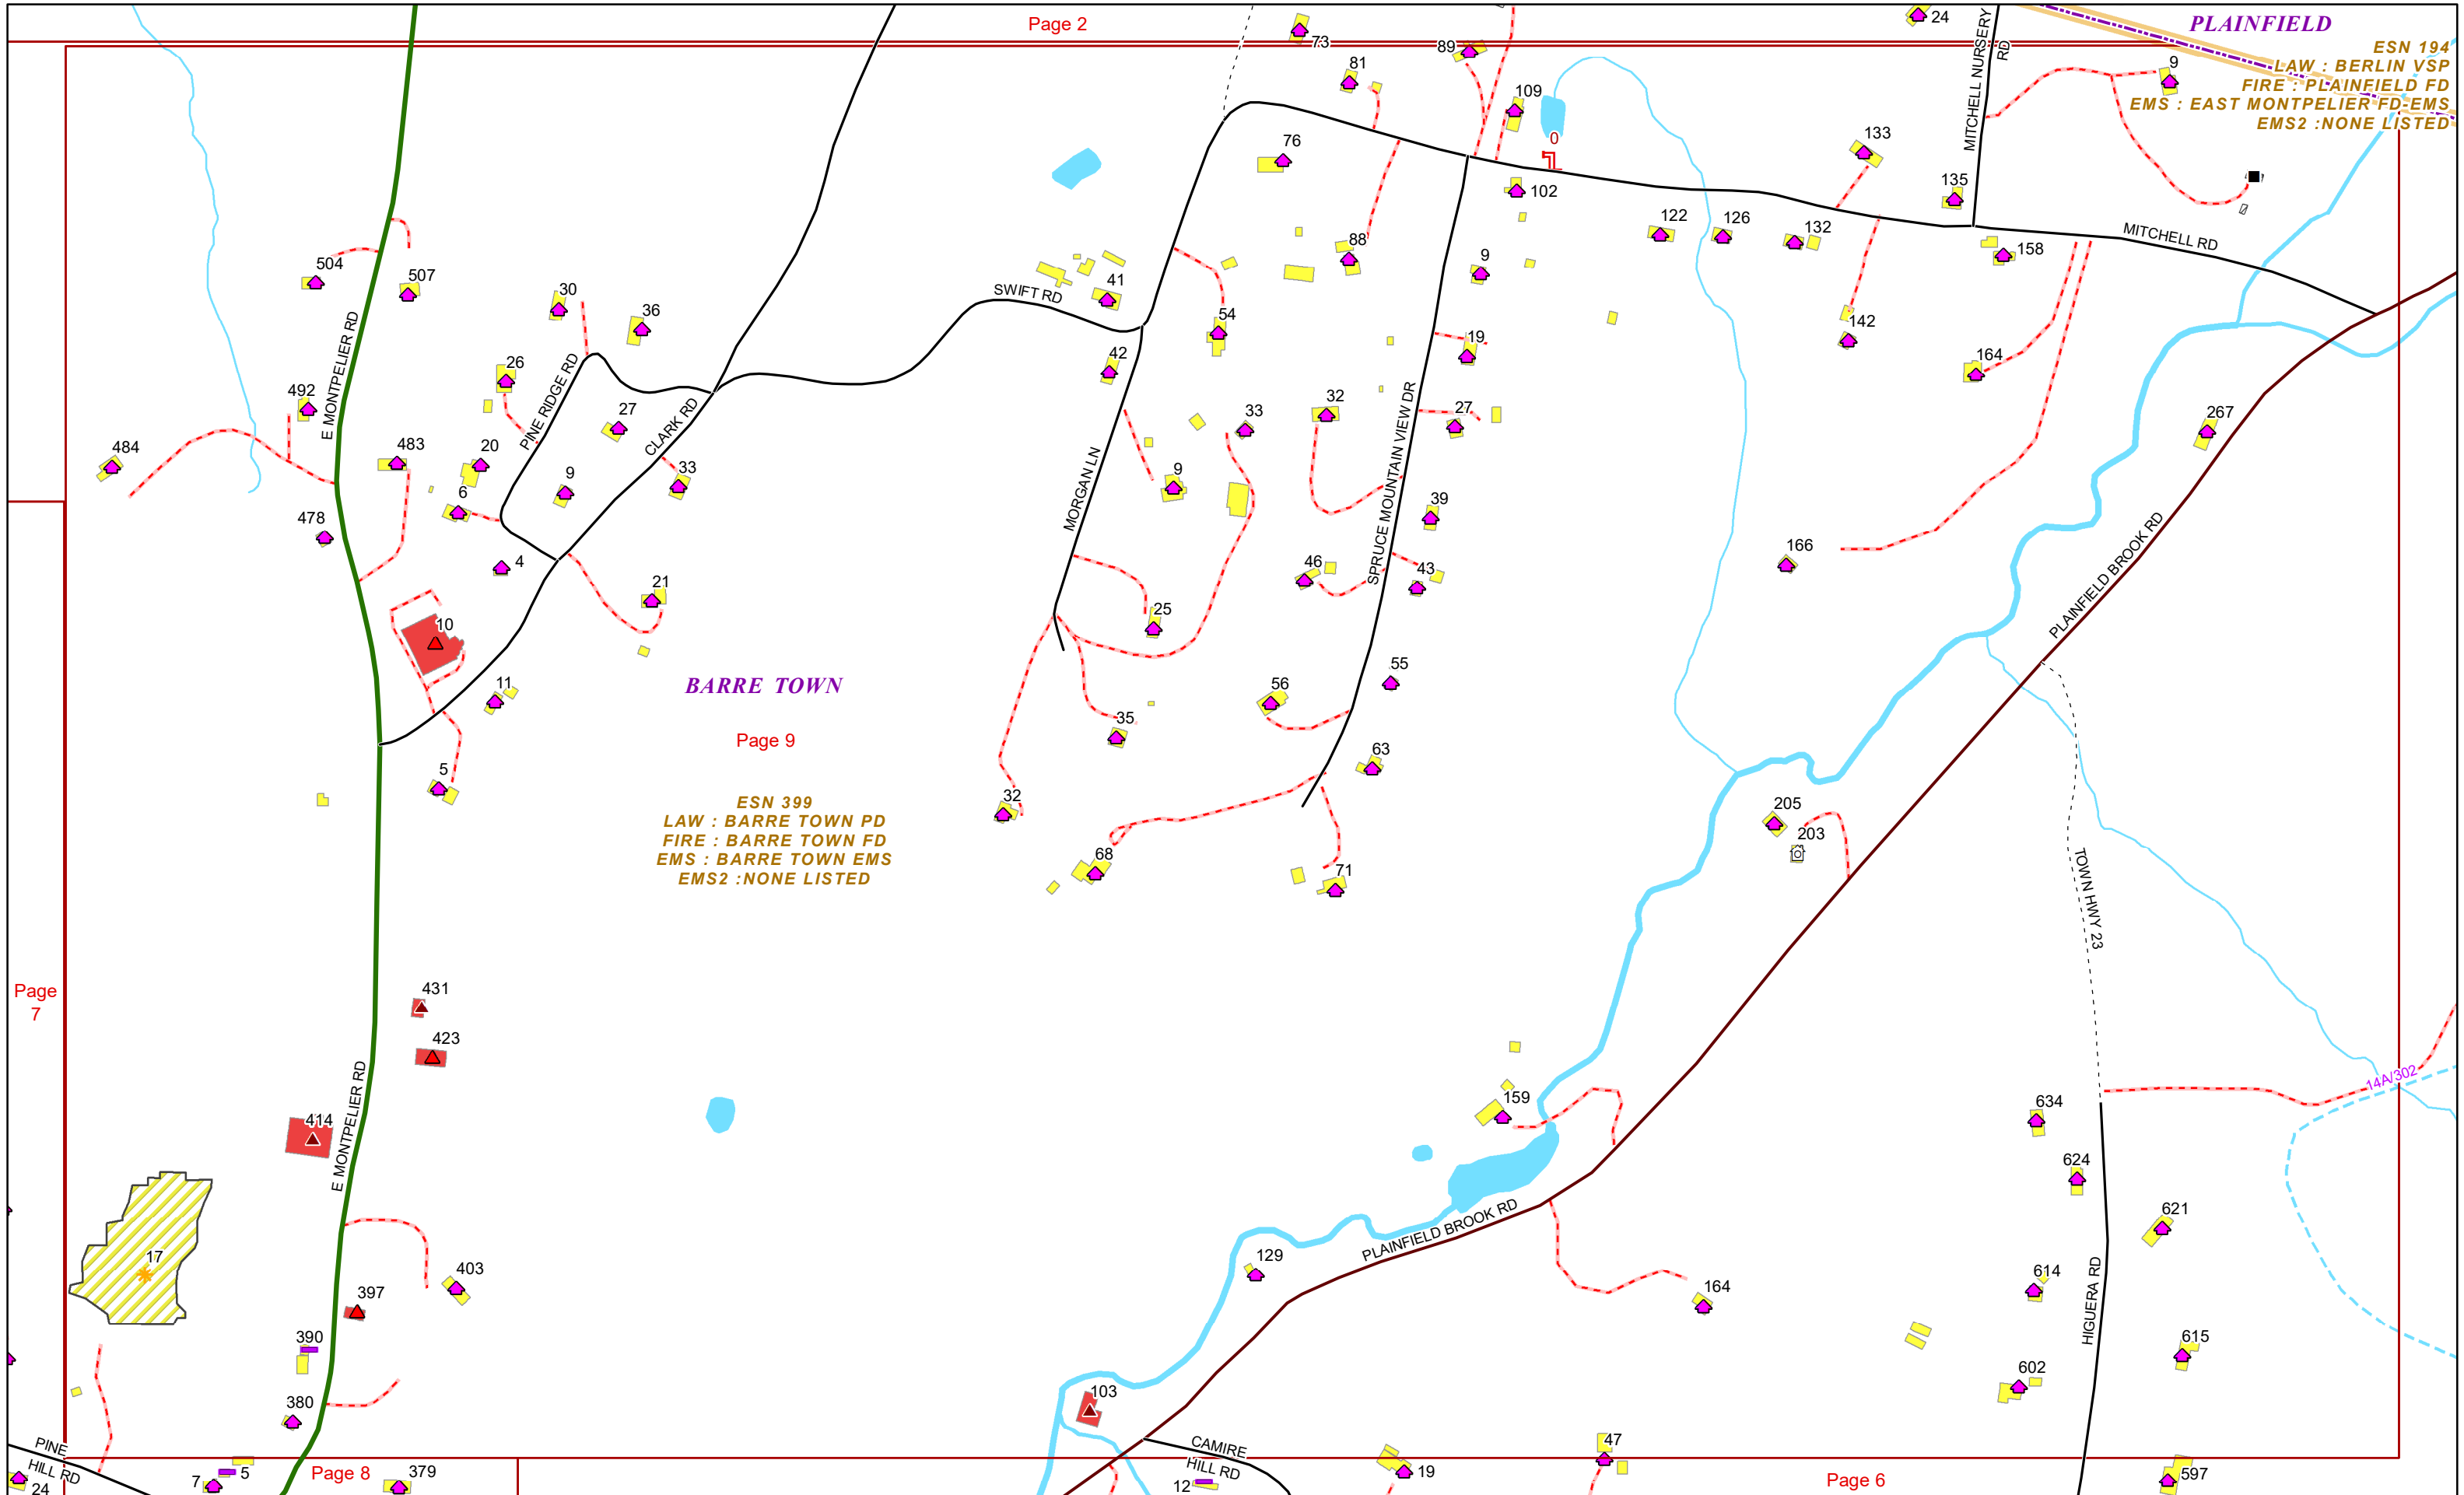 Page 2
PLAINFIELD
ESN 194
LAW : BERLIN VSP
FIRE : PLAINFIELD FD
EMS : EAST MONTPELIER FD-EMS
EMS2 :NONE LISTED
24
73
89
81
109
0
MITCHELL NURSERY
RD
9
76
133
102
135
122
126
132
158
MITCHELL RD
88
9
504
507
30
36
SWIFT RD
41
54
E MONTPELIER RD
42
19
142
164
26
PINE RIDGE RD
492
27
CLARK RD
33
32
27
SPRUCE MOUNTAIN VIEW DR
267
484
483
20
9
33
MORGAN LN
9
6
478
39
4
46
43
166
PLAINFIELD BROOK RD
21
10
25
11
BARRE TOWN
55
56
35
Page 9
63
5
ESN 399
LAW : BARRE TOWN PD
FIRE : BARRE TOWN FD
EMS : BARRE TOWN EMS
EMS2 :NONE LISTED
32
68
71
205
203
TOWN HWY 23
Page
7
431
423
E MONTPELIER RD
414
159
14A/302
634
624
621
PLAINFIELD BROOK RD
17
129
403
397
164
614
HIGUERA RD
390
615
602
380
103
PINE
HILL RD
24
7
5
Page 8
379
CAMIRE
HILL RD
12
19
47
Page 6
597